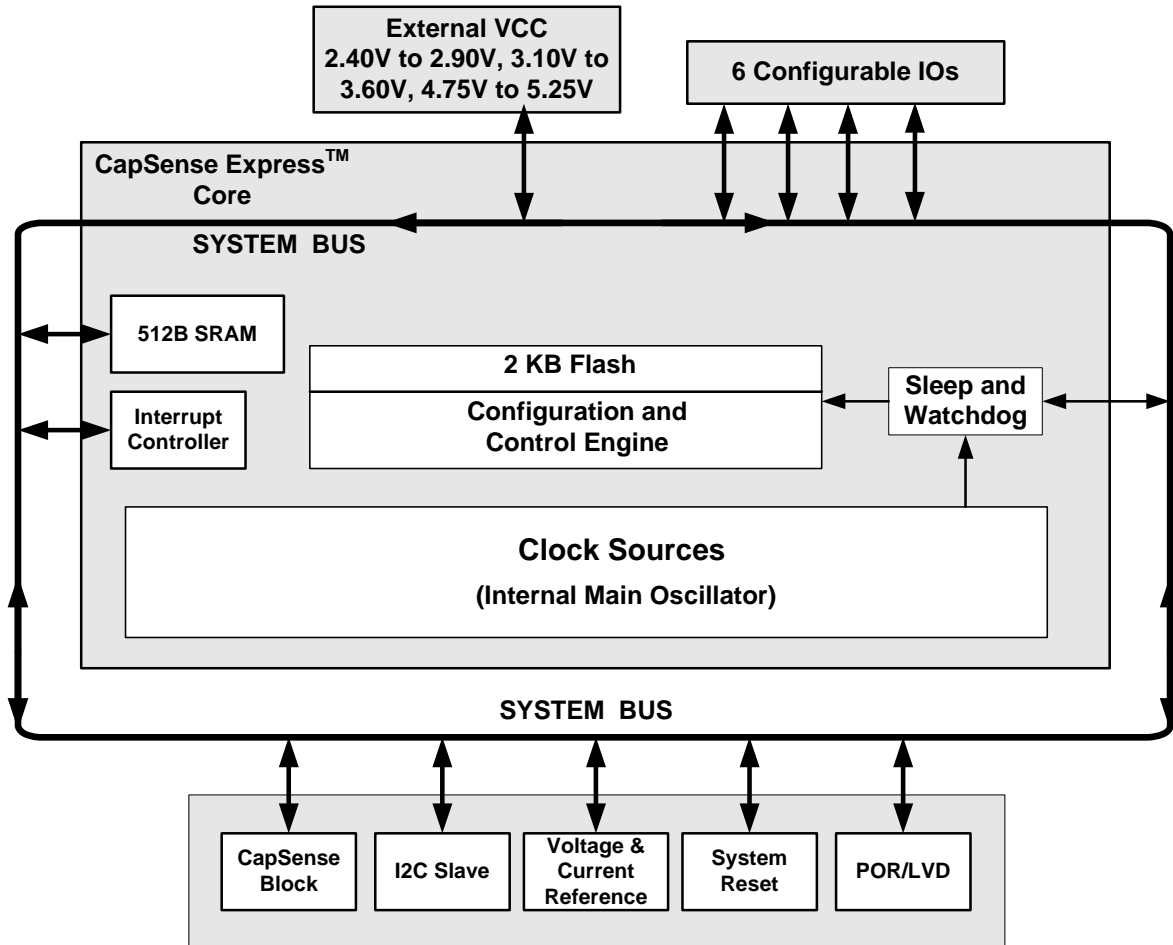 External VCC
2.40V to 2.90V, 3.10V to
3.60V, 4.75V to 5.25V
6 Configurable IOs
CapSense Express™
Core
SYSTEM BUS
512B SRAM
2 KB Flash
Interrupt
Controller
Configuration and
Control Engine
Sleep and
Watchdog
Clock Sources
(Internal Main Oscillator)
SYSTEM BUS
CapSense
Block
I2C Slave
Voltage &
Current
Reference
System
Reset
POR/LVD